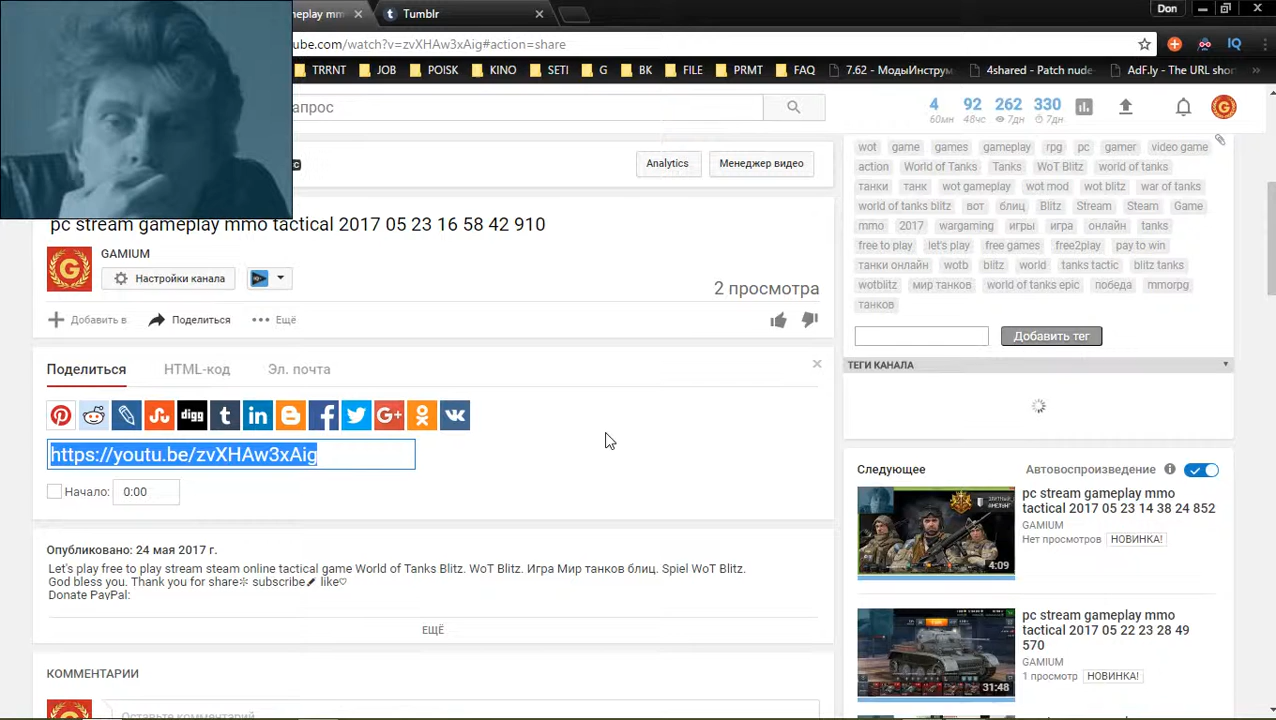 eplay mm
Tumblr
Don
ube.com/watch?v=zvXHAw3xAig#action=share
TRRNT
JOB
POISK
KINO
SETI
G
BK
FILE
PRMT
FAQ
7.62 - МодыИнструм
4shared - Patch nude
AdF.ly - The URL shor
апрос
4
60мн
92
48чс
262
7дн
330
7дн
Analytics
Менеджер видео
pc stream gameplay mmo tactical 2017 05 23 16 58 42 910
GAMIUM
Настройки канала
2 просмотра
Добавить в
Поделиться
Ещё
Поделиться
HTML-код
Эл. почта
digg
https://youtu.be/zvXHAw3xAig
Начало:
0:00
Опубликовано: 24 мая 2017 г.
Let's play free to play stream steam online tactical game World of Tanks Blitz. WoT Blitz. Игра Мир танков блиц. Spiel WoT Blitz.
God bless you. Thank you for share✲ subscribe✐ like♡
Donate PayPal:
ЕЩЁ
КОММЕНТАРИИ
Оставьте комментарий
wot game games gameplay rpg pc gamer video game
action World of Tanks Tanks WoT Blitz world of tanks
танки танк wot gameplay wot mod wot blitz war of tanks
world of tanks blitz вот блиц Blitz Stream Steam Game
mmo 2017 wargaming игры игра онлайн tanks
free to play let's play free games free2play pay to win
танки онлайн wotb blitz world tanks tactic blitz tanks
wotblitz мир танков world of tanks epic победа mmorpg
танков
Добавить тег
ТЕГИ КАНАЛА
Следующее
Автовоспроизведение
pc stream gameplay mmo
tactical 2017 05 23 14 38 24 852
GAMIUM
Нет просмотров
НОВИНКА!
4:09
pc stream gameplay mmo
tactical 2017 05 22 23 28 49
570
GAMIUM
1 просмотр
НОВИНКА!
31:48